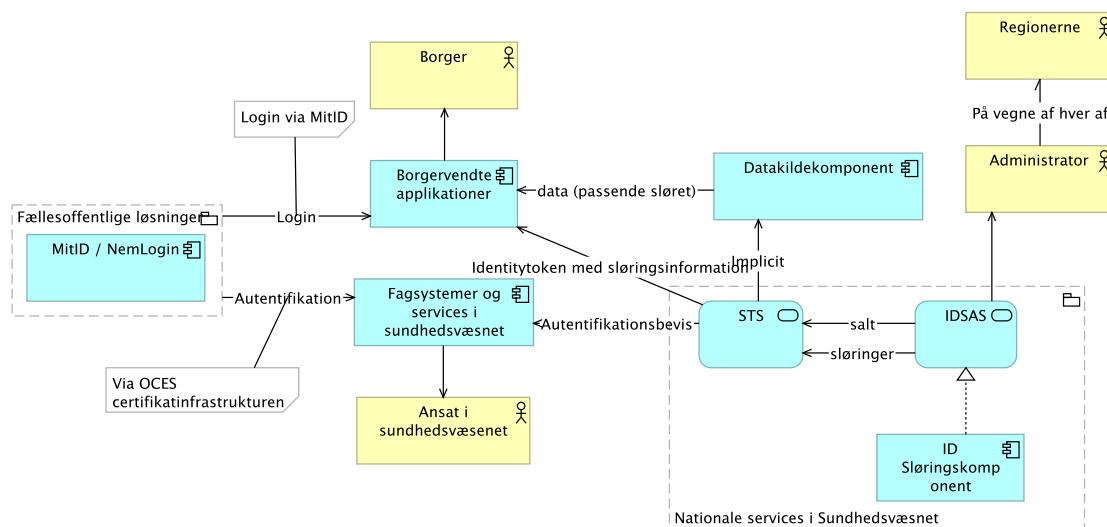 Regionerne
Borger
På vegne af hver af
Login via MitID
Administrator
Borgervendte
applikationer
Datakildekomponent
data (passende sløret)
Fællesoffentlige løsninger
Login
MitID / NemLogin
Identitytoken med sløringsinformation
Implicit
Autentifikation
Fagsystemer og
services i
sundhedsvæsnet
Autentifikationsbevis
STS
salt
sløringer
IDSAS
Via OCES
certifikatinfrastrukturen
Ansat i
sundhedsvæsenet
ID
Sløringskomp
onent
Nationale services i Sundhedsvæsnet